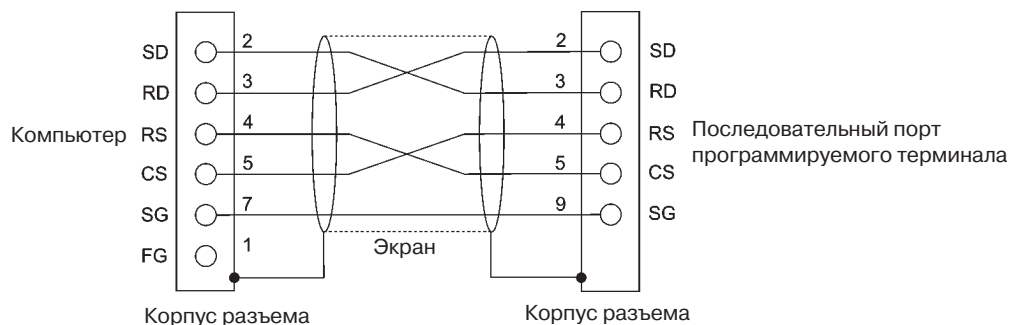 SD 2 2 SD
RD 3 3 RD
Компьютер RS 4 4 RS Последовательный порт
программируемого терминала
CS 5 5 CS
SG 7 9 SG
FG 1 Экран
Корпус разъема Корпус разъема